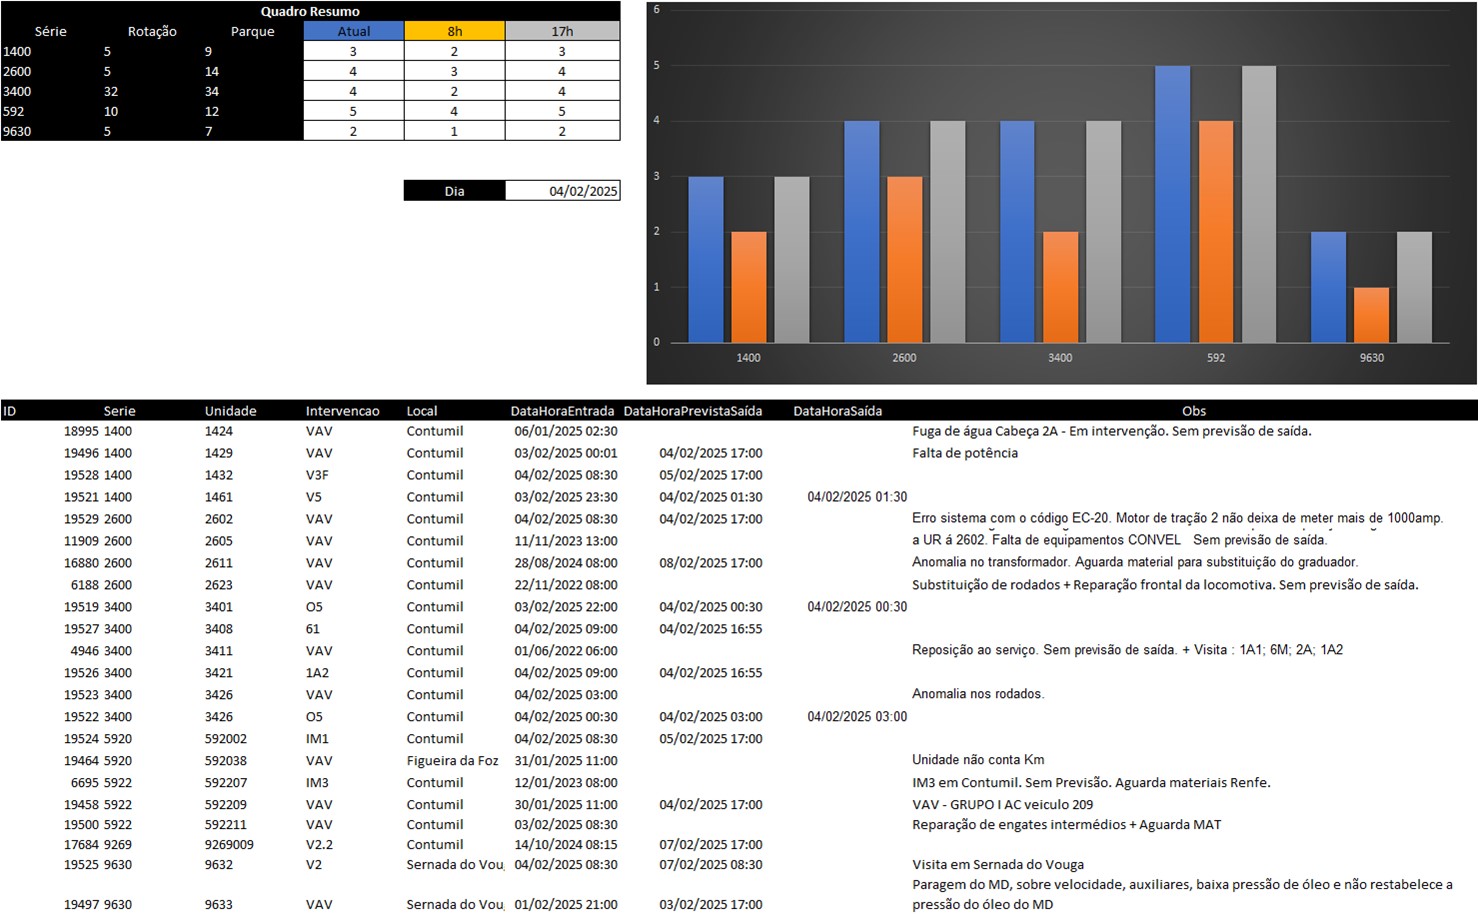 Quadro Resumo
Série Rotação Parque Atual 8h 17h
1400 5 9 3 2 3
2600 5 14 4 3 4
3400 32 34 4 2 4
592 10 12 5 4 5
9630 5 7 2 1 2
Dia 04/02/2025
6
5
4
3
2
1
0
1400 2600 3400 592 9630
ID Serie Unidade Intervencao Local DataHoraEntrada DataHoraPrevistaSaída DataHoraSaída Obs
18995 1400 1424 VAV Contumil 06/01/2025 02:30 Fuga de água Cabeça 2A - Em intervenção. Sem previsão de saída.
19496 1400 1429 VAV Contumil 03/02/2025 00:01 04/02/2025 17:00 Falta de potência
19528 1400 1432 V3F Contumil 04/02/2025 08:30 05/02/2025 17:00
19521 1400 1461 V5 Contumil 03/02/2025 23:30 04/02/2025 01:30 04/02/2025 01:30
19529 2600 2602 VAV Contumil 04/02/2025 08:30 04/02/2025 17:00 Erro sistema com o código EC-20. Motor de tração 2 não deixa de meter mais de 1000amp.
11909 2600 2605 VAV Contumil 11/11/2023 13:00 a UR á 2602. Falta de equipamentos CONVEL Sem previsão de saída.
16880 2600 2611 VAV Contumil 28/08/2024 08:00 08/02/2025 17:00 Anomalia no transformador. Aguarda material para substituição do graduador.
6188 2600 2623 VAV Contumil 22/11/2022 08:00 Substituição de rodados + Reparação frontal da locomotiva. Sem previsão de saída.
19519 3400 3401 O5 Contumil 03/02/2025 22:00 04/02/2025 00:30 04/02/2025 00:30
19527 3400 3408 61 Contumil 04/02/2025 09:00 04/02/2025 16:55
4946 3400 3411 VAV Contumil 01/06/2022 06:00 Reposição ao serviço. Sem previsão de saída. + Visita : 1A1; 6M; 2A; 1A2
19526 3400 3421 1A2 Contumil 04/02/2025 09:00 04/02/2025 16:55
19523 3400 3426 VAV Contumil 04/02/2025 03:00 Anomalia nos rodados.
19522 3400 3426 O5 Contumil 04/02/2025 00:30 04/02/2025 03:00 04/02/2025 03:00
19524 5920 592002 IM1 Contumil 04/02/2025 08:30 05/02/2025 17:00
19464 5920 592038 VAV Figueira da Foz 31/01/2025 11:00 Unidade não conta Km
6695 5922 592207 IM3 Contumil 12/01/2023 08:00 IM3 em Contumil. Sem Previsão. Aguarda materiais Renfe.
19458 5922 592209 VAV Contumil 30/01/2025 11:00 04/02/2025 17:00 VAV - GRUPO I AC veiculo 209
19500 5922 592211 VAV Contumil 03/02/2025 08:30 Reparação de engates intermédios + Aguarda MAT
17684 9269 9269009 V2.2 Contumil 14/10/2024 08:15 07/02/2025 17:00
19525 9630 9632 V2 Sernada do Vou 04/02/2025 08:30 07/02/2025 08:30 Visita em Sernada do Vouga
Paragem do MD, sobre velocidade, auxiliares, baixa pressão de óleo e não restabelece a
19497 9630 9633 VAV Sernada do Vou 01/02/2025 21:00 03/02/2025 17:00 pressão do óleo do MD